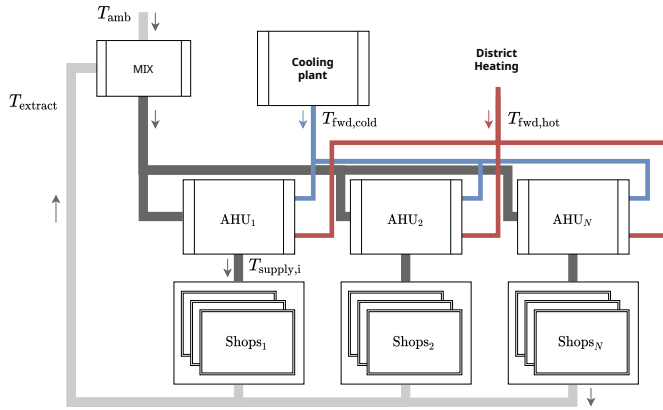 T_amb
MIX
Cooling
plant
District
Heating
T_extract
T_fwd,cold
T_fwd,hot
AHU_1
AHU_2
AHU_N
T_supply,i
Shops_1
Shops_2
Shops_N